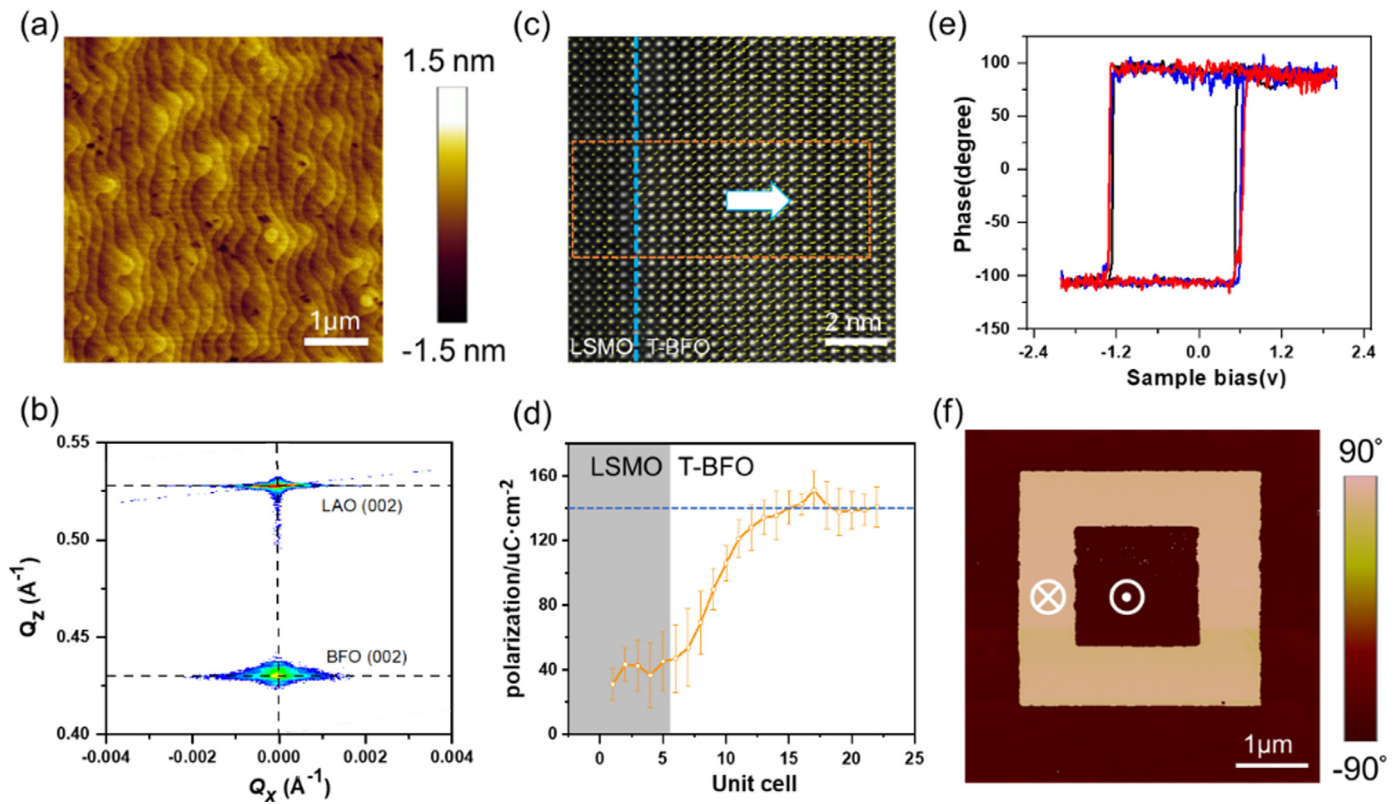 (a)
1.5 nm
-1.5 nm
1μm
(b)
0.55
0.50
0.45
0.40
Qz (Å-1)
LAO (002)
BFO (002)
-0.004
-0.002
0.000
0.002
0.004
Qx (Å-1)
(c)
LSMO T-BFO
2 nm
(d)
160
120
80
40
0
polarization/uC·cm-2
LSMO T-BFO
0
5
10
15
20
25
Unit cell
(e)
100
50
0
-50
-100
-150
Phase(degree)
-2.4
-1.2
0.0
1.2
2.4
Sample bias(v)
(f)
90°
-90°
1μm